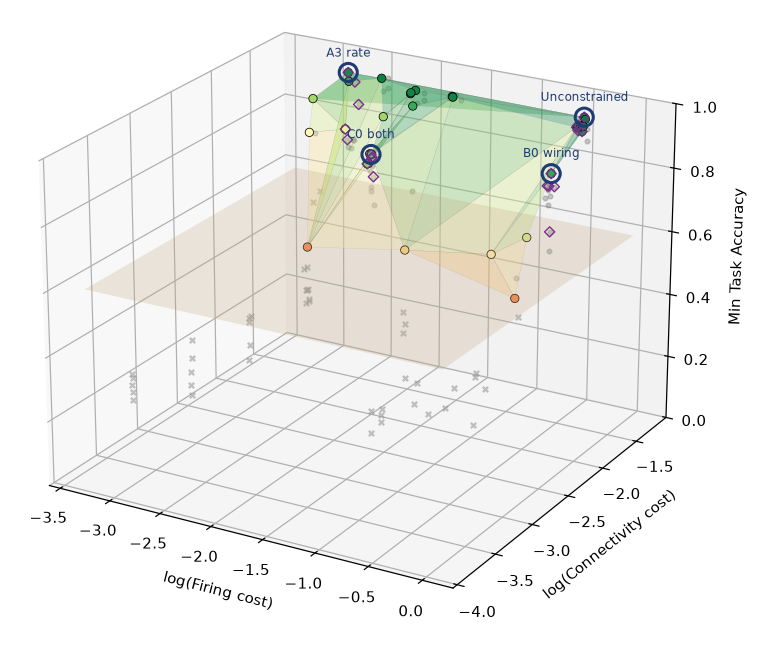 A3 rate
Unconstrained
C0 both
B0 wiring
1.0
0.8
0.6
0.4
0.2
0.0
Min Task Accuracy
−3.5
−3.0
−2.5
−2.0
−1.5
−1.0
−0.5
0.0
log(Firing cost)
−1.5
−2.0
−2.5
−3.0
−3.5
−4.0
log(Connectivity cost)